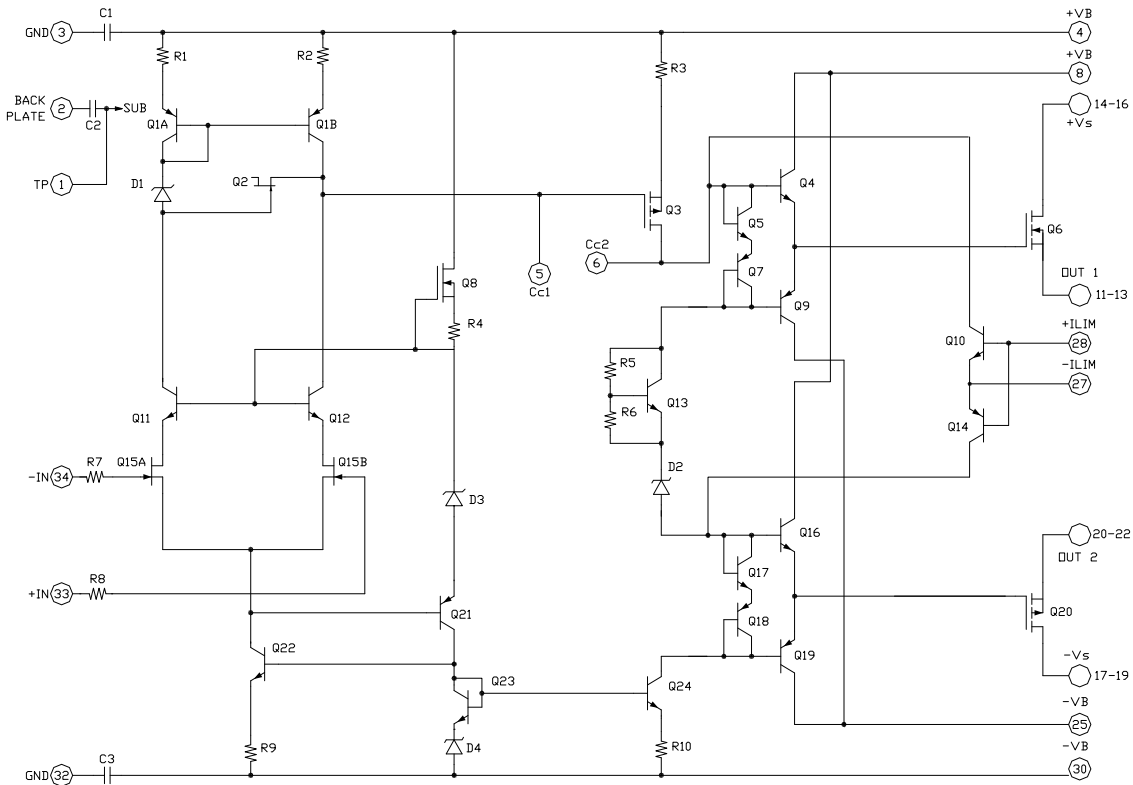 C1
GND 3
+VB
4
R1
R2
R3
+VB
8
BACK
PLATE
2
C2
SUB
Q1A
Q1B
14-16
+Vs
TP 1
D1
Q2
Q3
Q4
Q5
Q6
Q7
Cc2
6
5
Cc1
Q8
R4
Q9
OUT 1
11-13
Q10
+ILIM
28
-ILIM
27
R5
R6
Q13
Q14
Q11
Q12
-IN 34
R7
Q15A
Q15B
D2
D3
Q16
20-22
OUT 2
Q17
Q18
+IN 33
R8
Q21
Q20
Q22
Q19
-Vs
17-19
Q23
Q24
-VB
25
R9
D4
R10
C3
GND 32
-VB
30